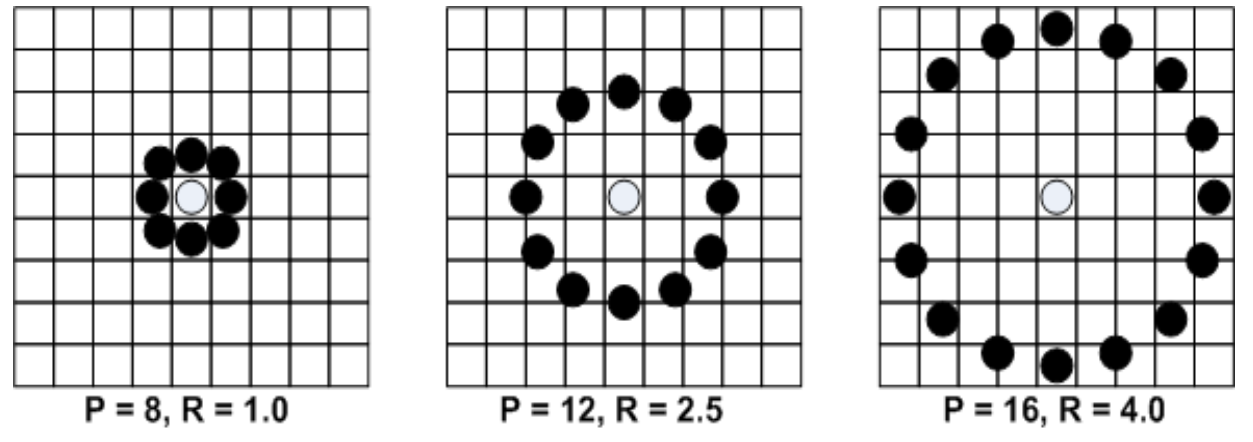 P = 8, R = 1.0
P = 12, R = 2.5
P = 16, R = 4.0